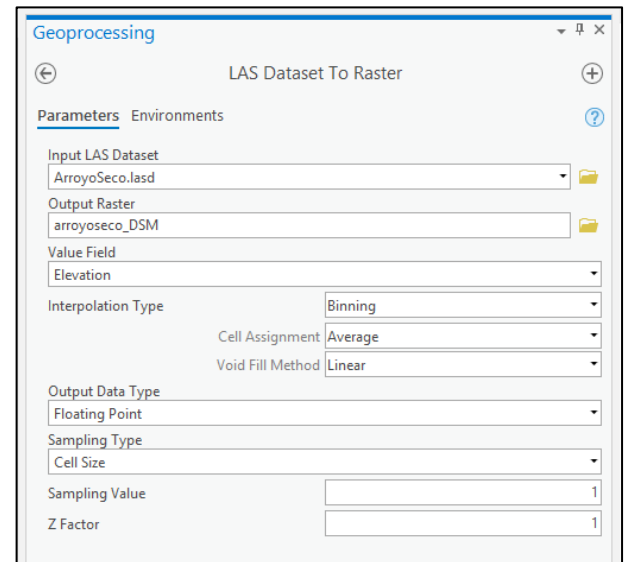 Geoprocessing
LAS Dataset To Raster
Parameters Environments
Input LAS Dataset
ArroyoSeco.lasd
Output Raster
arroyoseco_DSM
Value Field
Elevation
Interpolation Type Binning
Cell Assignment Average
Void Fill Method Linear
Output Data Type
Floating Point
Sampling Type
Cell Size
Sampling Value 1
Z Factor 1